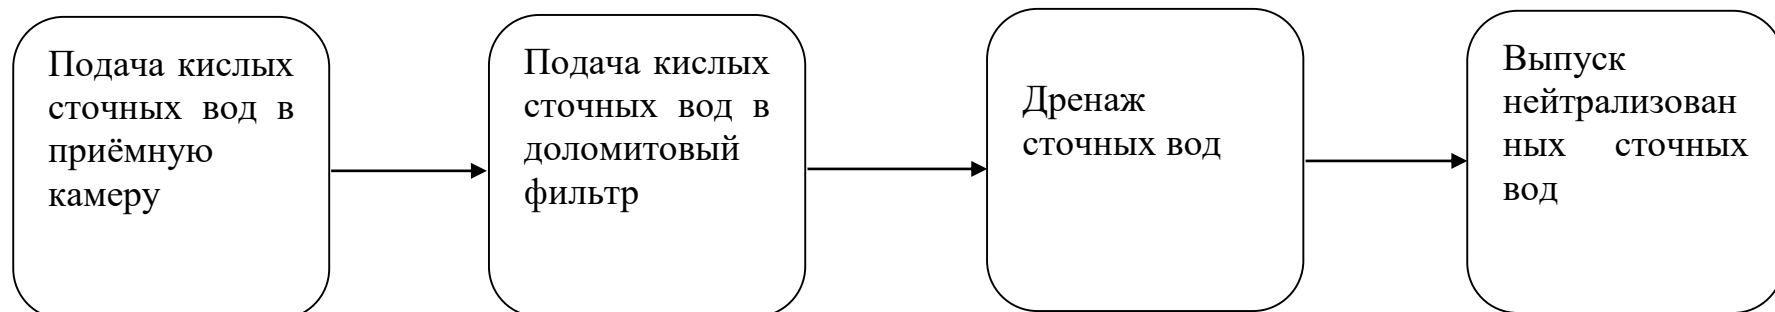 Подача кислых
сточных вод в
приёмную
камеру
Подача кислых
сточных вод в
доломитовый
фильтр
Дренаж
сточных вод
Выпуск
нейтрализован
ных сточных
вод